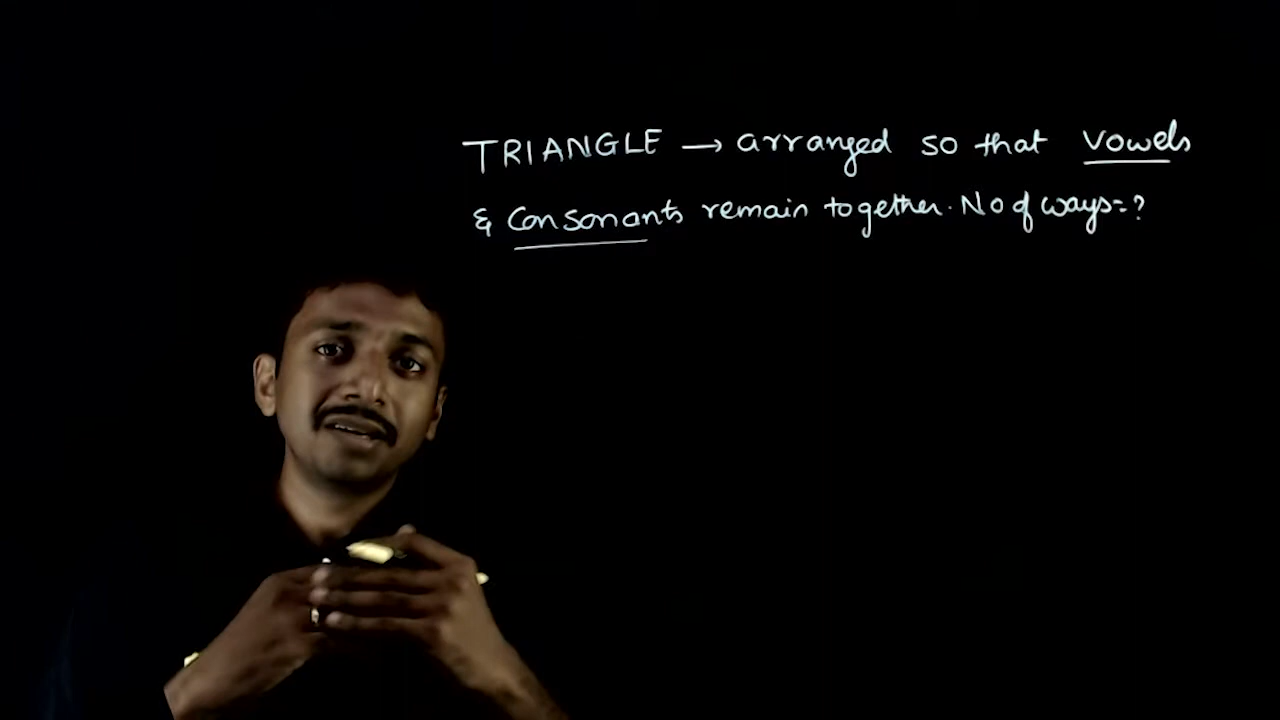 TRIANGLE → arranged so that vowels
& Consonants remain together. No of ways=?